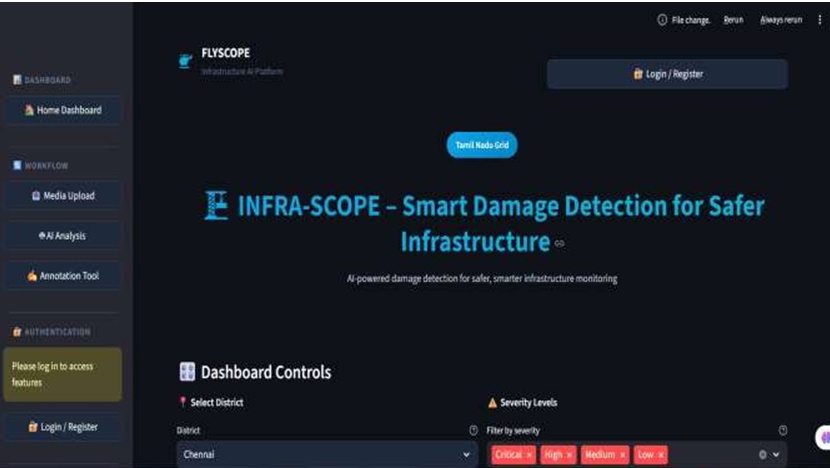 File change.
Rerun
Always rerun
FLYSCOPE
Infrastructure AI Platform
Login / Register
DASHBOARD
Home Dashboard
WORKFLOW
Media Upload
AI Analysis
Annotation Tool
AUTHENTICATION
Please log in to access
features
Login / Register
Tamil Nadu Grid
INFRA-SCOPE – Smart Damage Detection for Safer
Infrastructure
AI-powered damage detection for safer, smarter infrastructure monitoring
Dashboard Controls
Select District
District
Chennai
Severity Levels
Filter by severity
Critical × High × Medium × Low ×